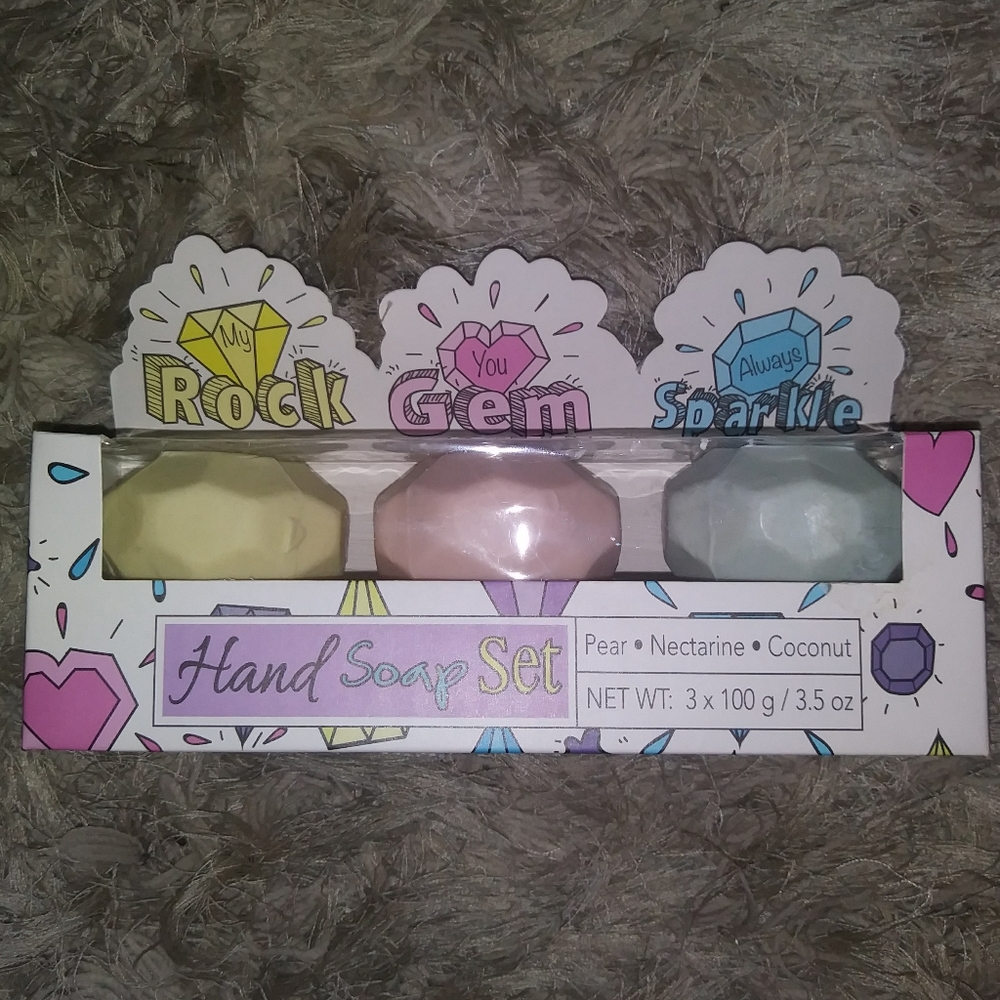 My
Rock
You
Gem
Always
Sparkle
Hand Soap Set
Pear • Nectarine • Coconut
NET WT: 3 x 100 g / 3.5 oz